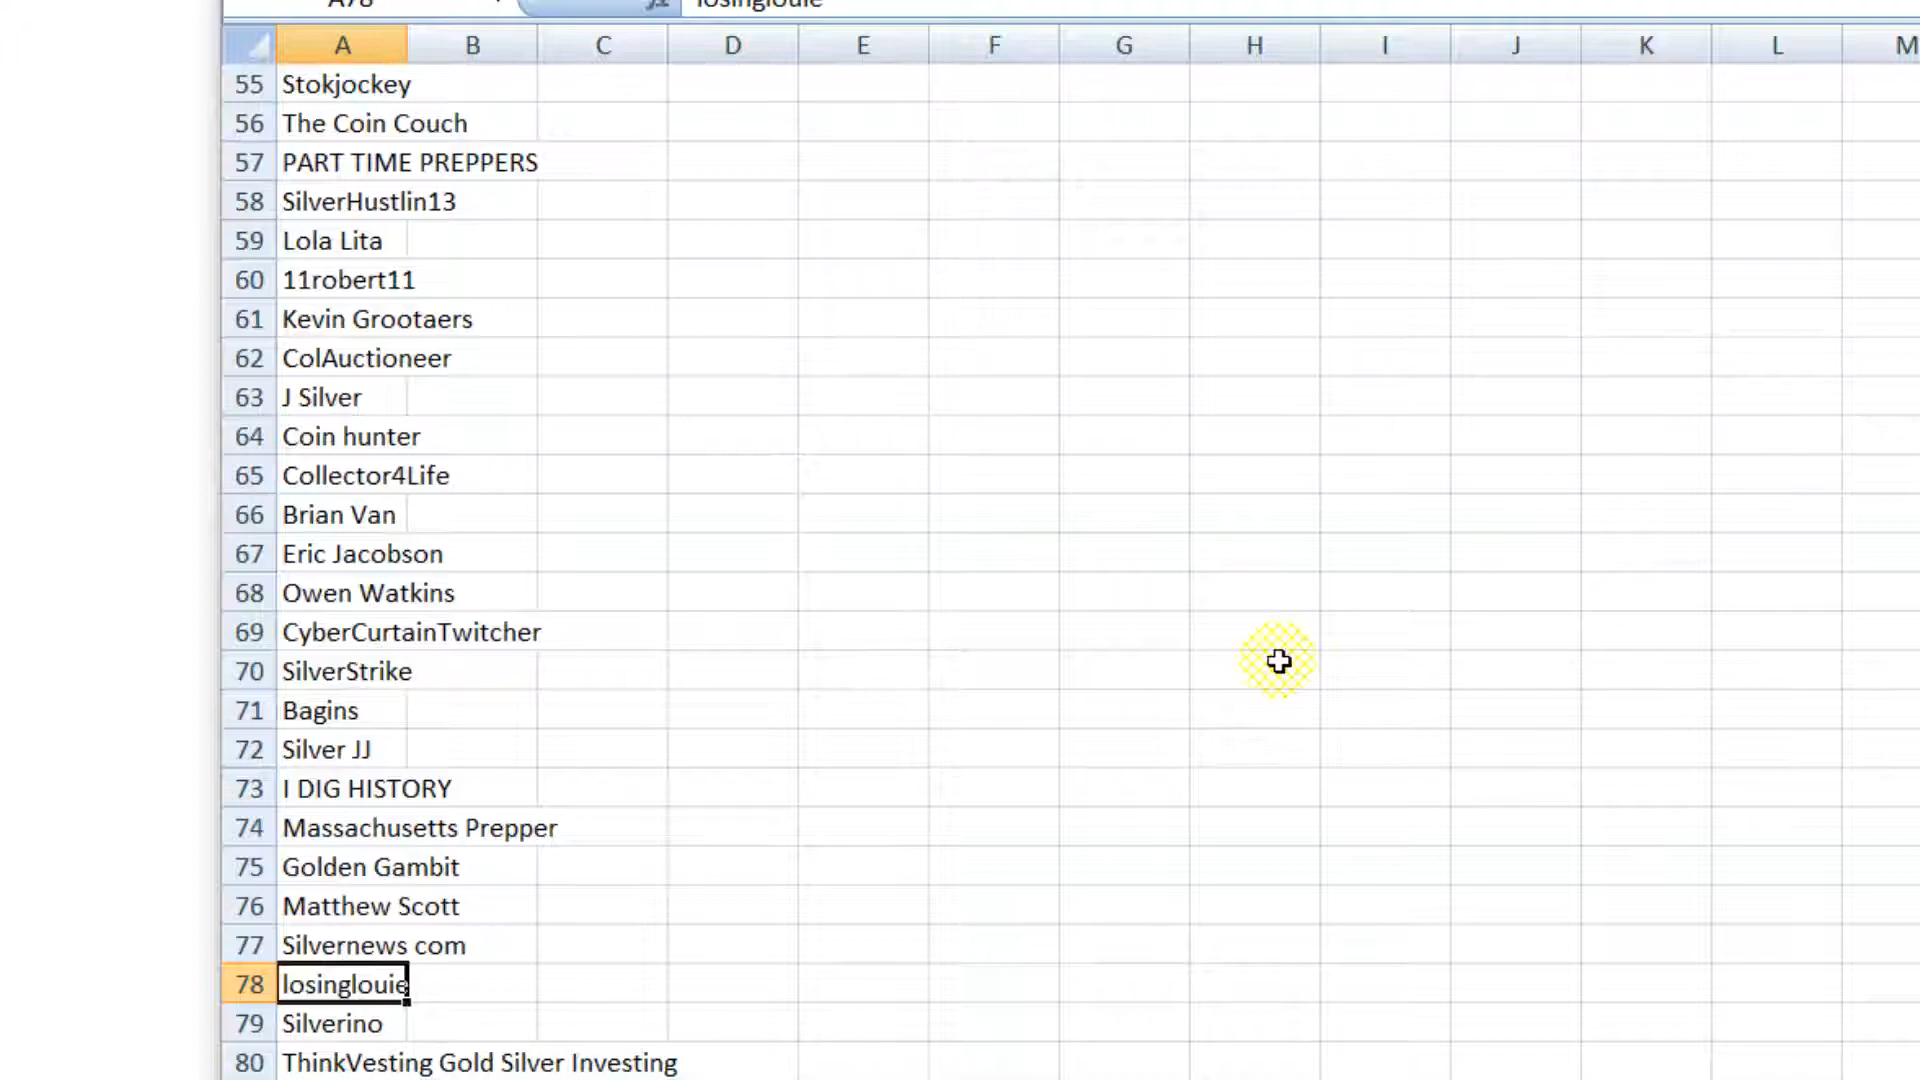 A78 losinglouie
A B C D E F G H I J K L M
55 Stokjockey
56 The Coin Couch
57 PART TIME PREPPERS
58 SilverHustlin13
59 Lola Lita
60 11robert11
61 Kevin Grootaers
62 ColAuctioneer
63 J Silver
64 Coin hunter
65 Collector4Life
66 Brian Van
67 Eric Jacobson
68 Owen Watkins
69 CyberCurtainTwitcher
70 SilverStrike
71 Bagins
72 Silver JJ
73 I DIG HISTORY
74 Massachusetts Prepper
75 Golden Gambit
76 Matthew Scott
77 Silvernews com
78 losinglouie
79 Silverino
80 ThinkVesting Gold Silver Investing